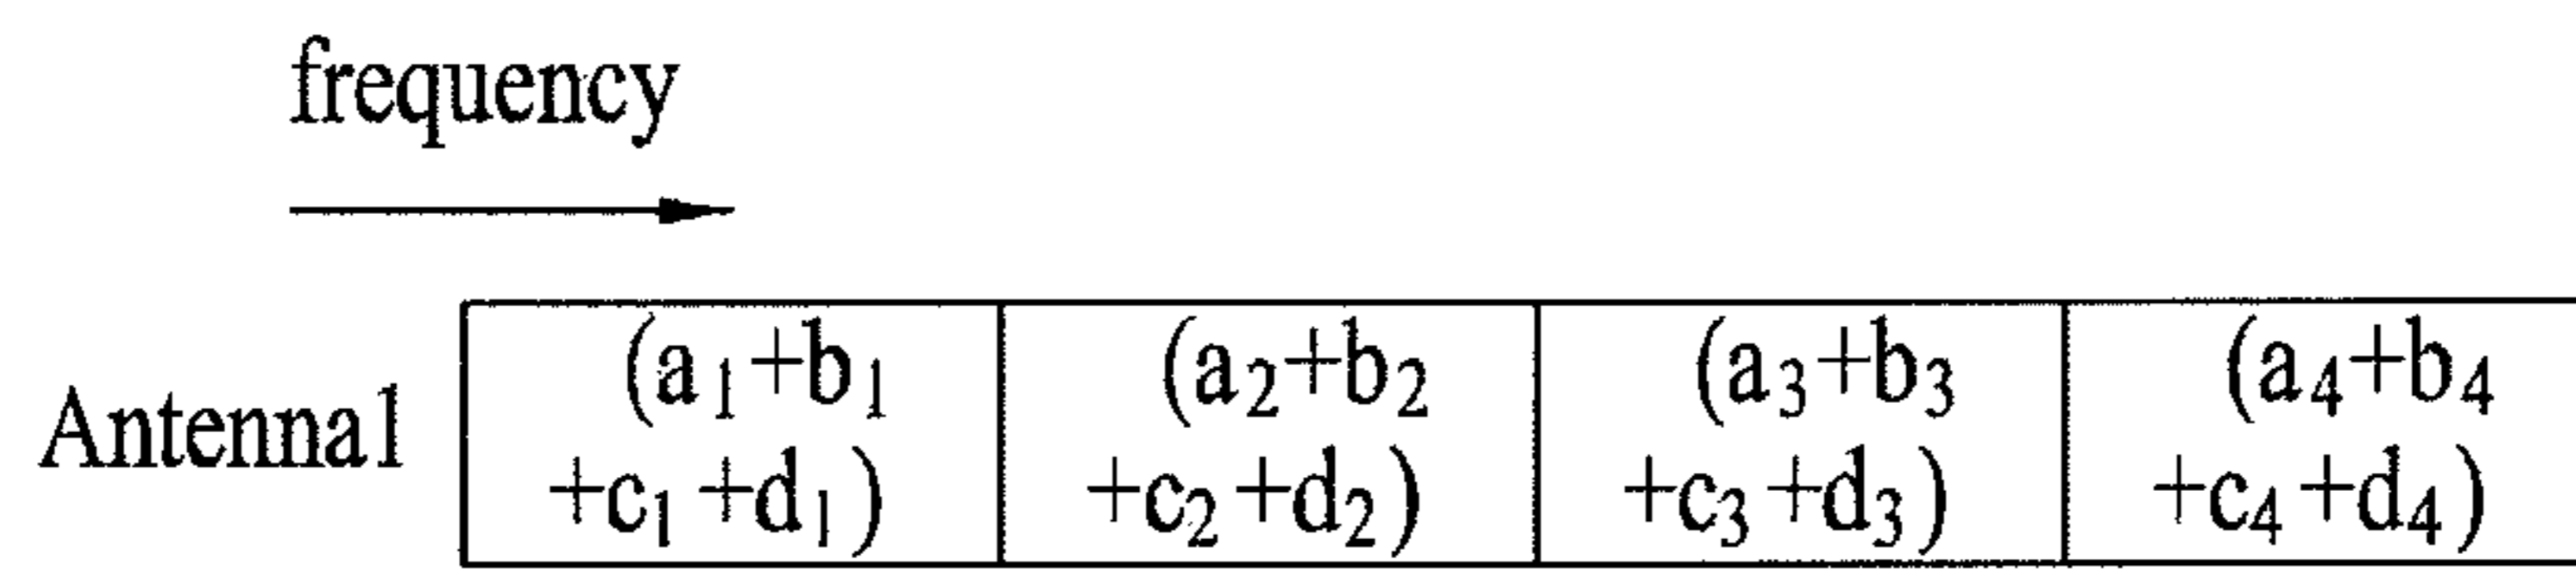 frequency
(a₁+b₁ (a₂+b₂ (a₃+b₃ (a₄+b₄
Antenna1
+c₁+d₁) +c₂+d₂) +c₃+d₃) +c₄+d₄)